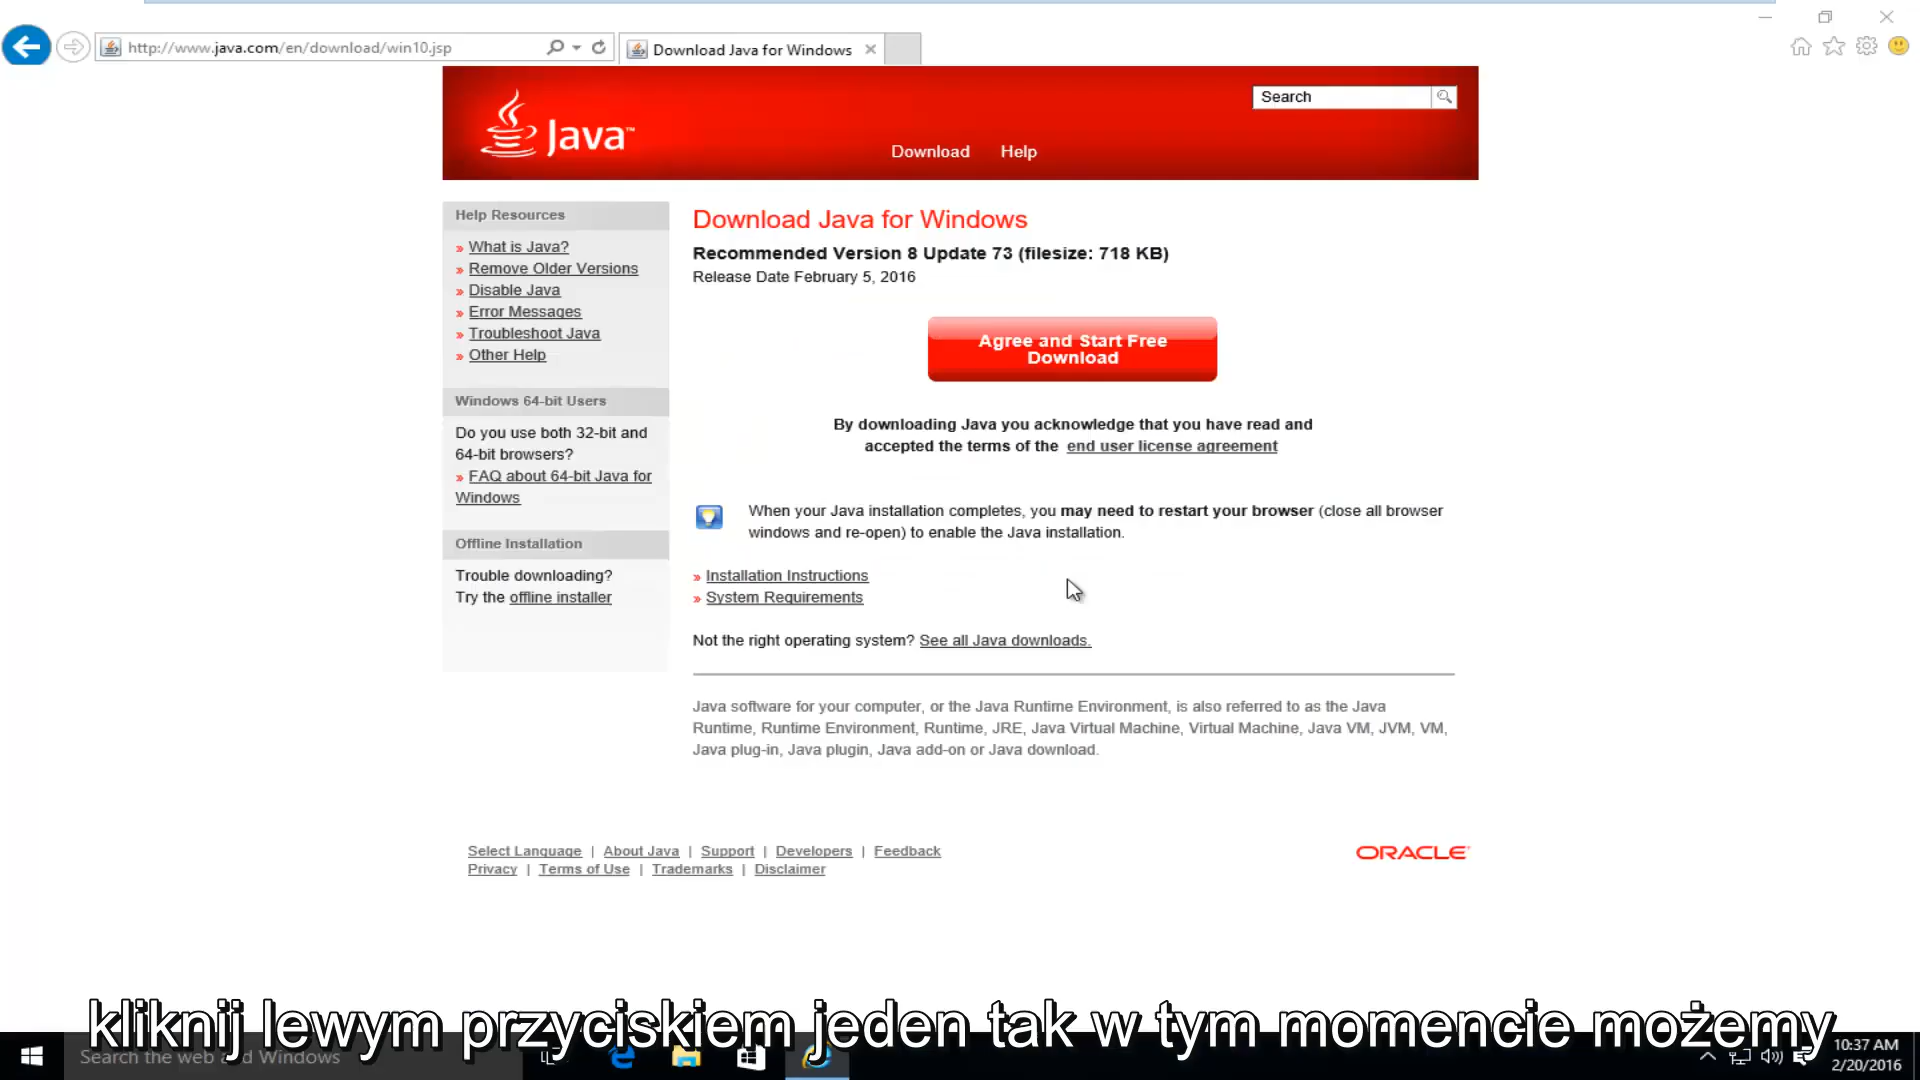 http://www.java.com/en/download/win10.jsp
Download Java for Windows
Java™
Search
Download Help
Help Resources
» What is Java?
» Remove Older Versions
» Disable Java
» Error Messages
» Troubleshoot Java
» Other Help
Windows 64-bit Users
Do you use both 32-bit and
64-bit browsers?
» FAQ about 64-bit Java for
Windows
Offline Installation
Trouble downloading?
Try the offline installer
Download Java for Windows
Recommended Version 8 Update 73 (filesize: 718 KB)
Release Date February 5, 2016
Agree and Start Free
Download
By downloading Java you acknowledge that you have read and
accepted the terms of the end user license agreement
When your Java installation completes, you may need to restart your browser (close all browser
windows and re-open) to enable the Java installation.
» Installation Instructions
» System Requirements
Not the right operating system? See all Java downloads.
Java software for your computer, or the Java Runtime Environment, is also referred to as the Java
Runtime, Runtime Environment, Runtime, JRE, Java Virtual Machine, Virtual Machine, Java VM, JVM, VM,
Java plug-in, Java plugin, Java add-on or Java download.
Select Language | About Java | Support | Developers | Feedback
Privacy | Terms of Use | Trademarks | Disclaimer
ORACLE
kliknij lewym przyciskiem jeden tak w tym momencie możemy
Search the web and Windows
10:37 AM
2/20/2016